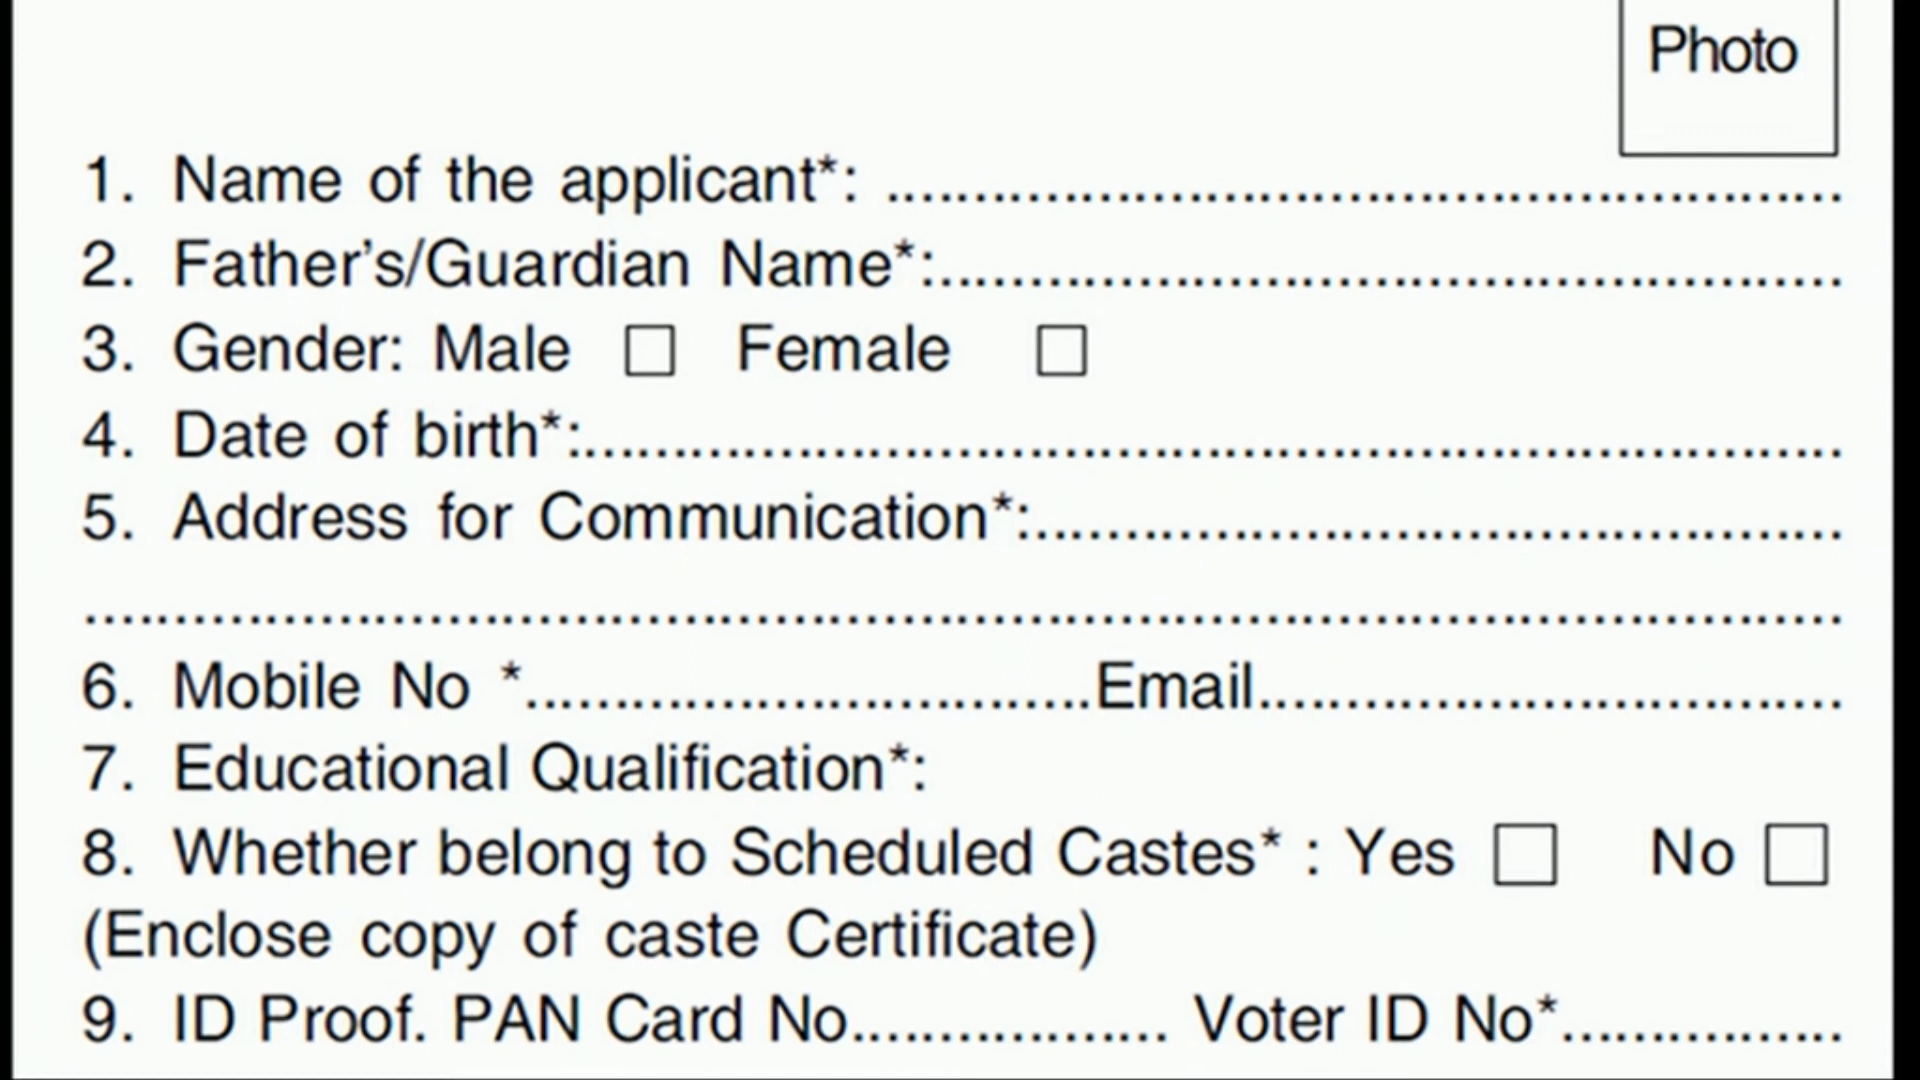 Photo
1. Name of the applicant*: .....................................................
2. Father's/Guardian Name*:..................................................
3. Gender: Male □ Female □
4. Date of birth*:......................................................................
5. Address for Communication*:.............................................
..................................................................................................
6. Mobile No *...............................Email................................
7. Educational Qualification*:
8. Whether belong to Scheduled Castes* : Yes □ No □
(Enclose copy of caste Certificate)
9. ID Proof. PAN Card No.................. Voter ID No*................